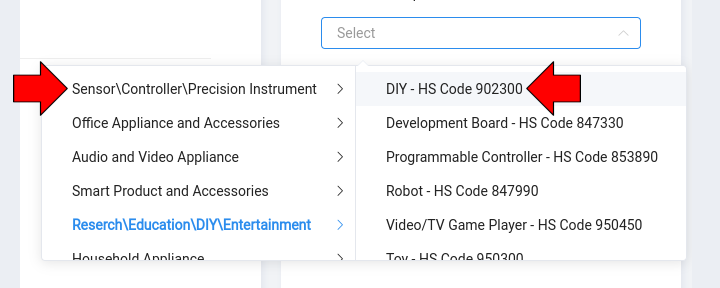 Select
Sensor\Controller\Precision Instrument
Office Appliance and Accessories
Audio and Video Appliance
Smart Product and Accessories
Reserch\Education\DIY\Entertainment
Household Appliance
DIY - HS Code 902300
Development Board - HS Code 847330
Programmable Controller - HS Code 853890
Robot - HS Code 847990
Video/TV Game Player - HS Code 950450
Toy - HS Code 950300